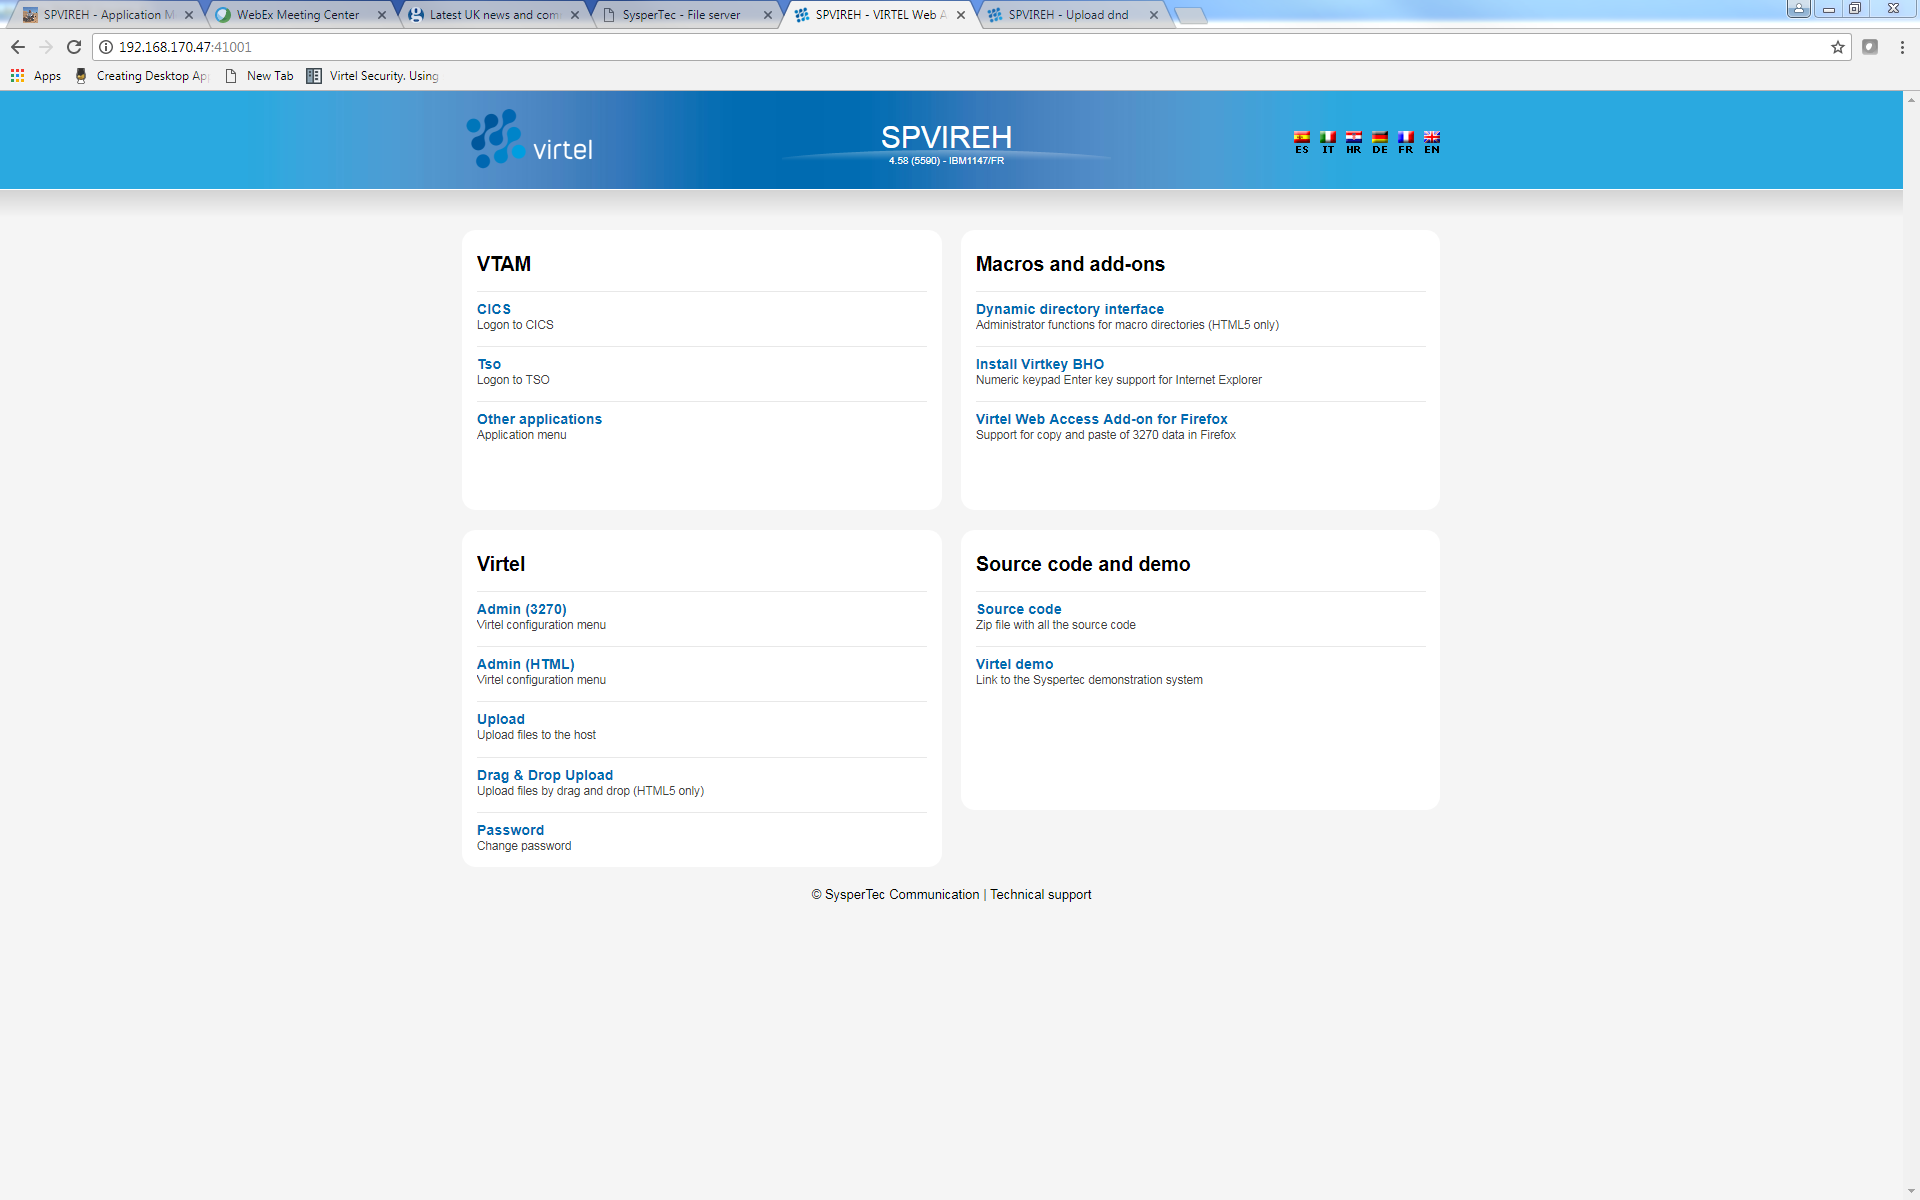 SPVIREH - Application M
WebEx Meeting Center
Latest UK news and com
SysperTec - File server
SPVIREH - VIRTEL Web A
SPVIREH - Upload dnd
192.168.170.47:41001
Apps
Creating Desktop Ap
New Tab
Virtel Security. Using
virtel
SPVIREH
4.58 (5590) - IBM1147/FR
ES IT HR DE FR EN
VTAM
CICS
Logon to CICS
Tso
Logon to TSO
Other applications
Application menu
Macros and add-ons
Dynamic directory interface
Administrator functions for macro directories (HTML5 only)
Install Virtkey BHO
Numeric keypad Enter key support for Internet Explorer
Virtel Web Access Add-on for Firefox
Support for copy and paste of 3270 data in Firefox
Virtel
Admin (3270)
Virtel configuration menu
Admin (HTML)
Virtel configuration menu
Upload
Upload files to the host
Drag & Drop Upload
Upload files by drag and drop (HTML5 only)
Password
Change password
Source code and demo
Source code
Zip file with all the source code
Virtel demo
Link to the Syspertec demonstration system
© SysperTec Communication | Technical support